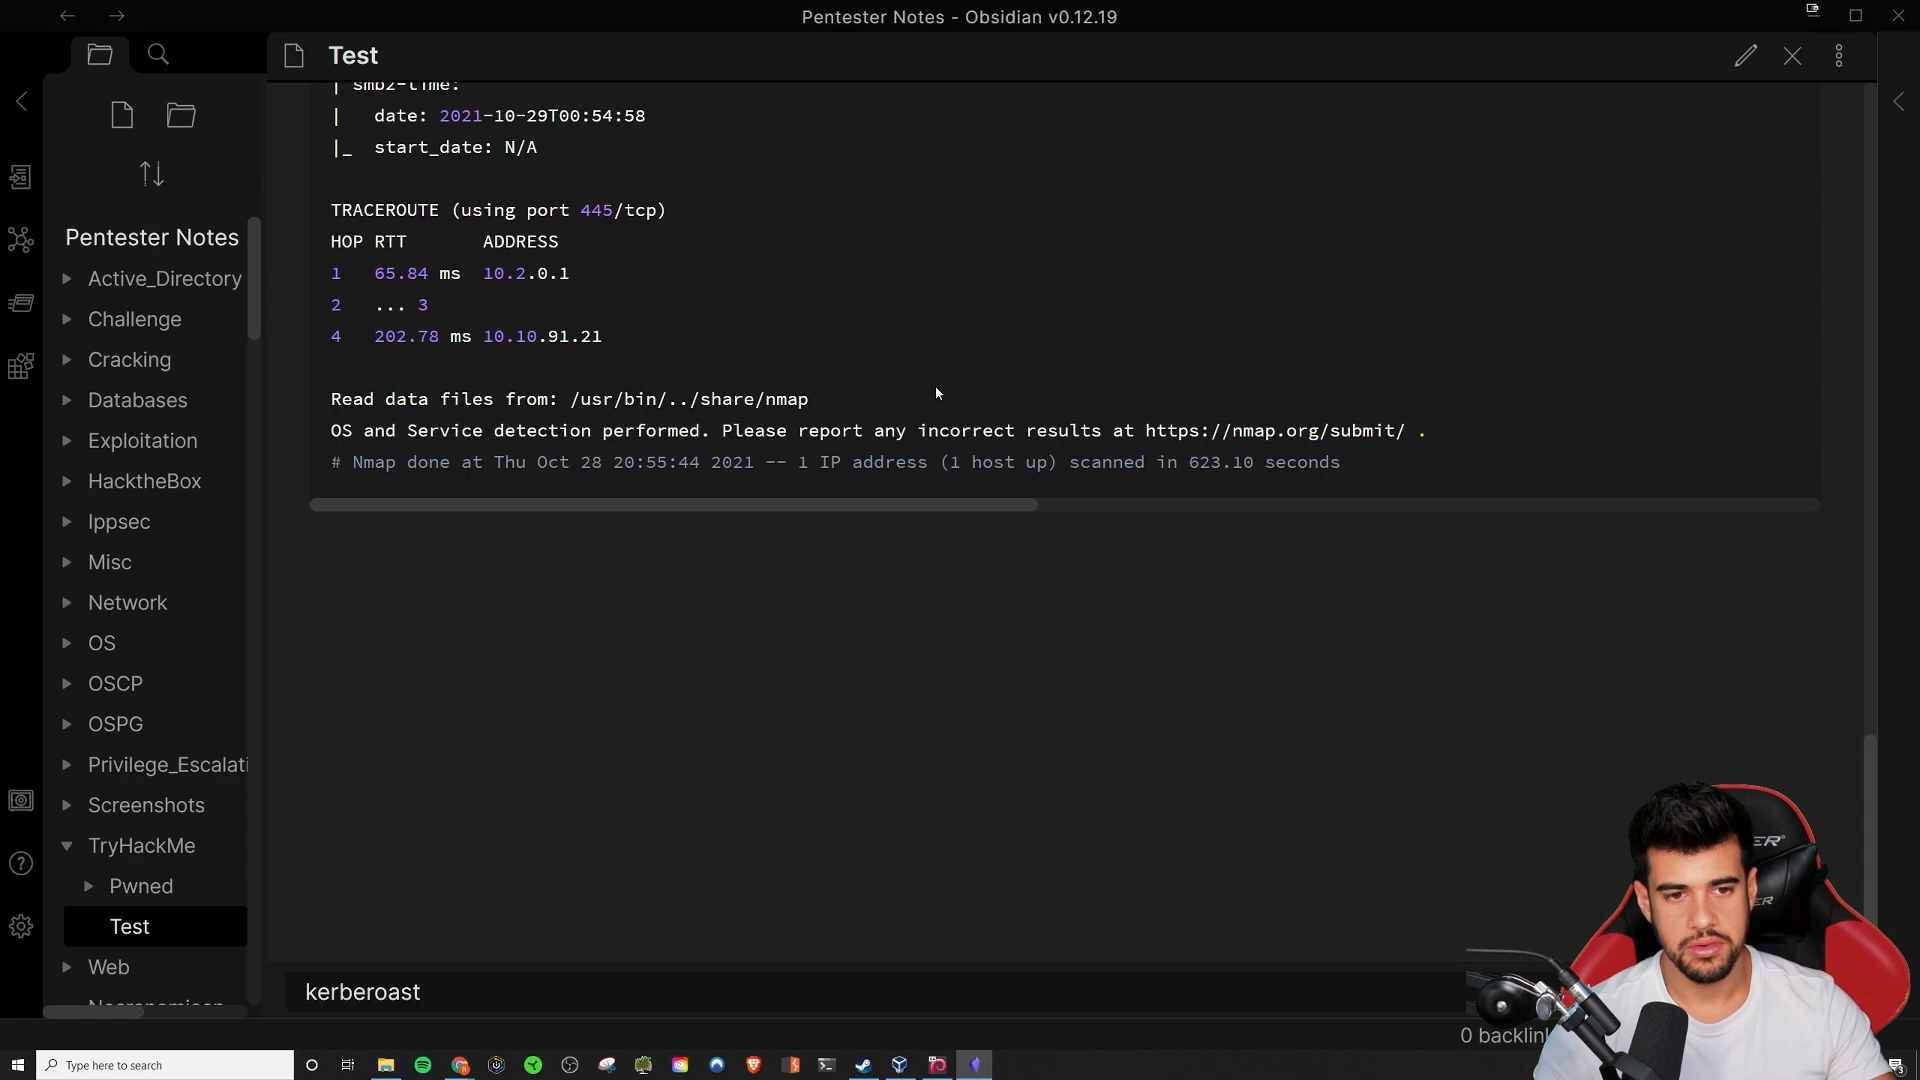 Pentester Notes - Obsidian v0.12.19
Test
Pentester Notes
Active_Directory
Challenge
Cracking
Databases
Exploitation
HacktheBox
Ippsec
Misc
Network
OS
OSCP
OSPG
Privilege_Escalati
Screenshots
TryHackMe
Pwned
Test
Web
| smb2-time:
|   date: 2021-10-29T00:54:58
|_  start_date: N/A
TRACEROUTE (using port 445/tcp)
HOP RTT       ADDRESS
1   65.84 ms  10.2.0.1
2   ... 3
4   202.78 ms 10.10.91.21
Read data files from: /usr/bin/../share/nmap
OS and Service detection performed. Please report any incorrect results at https://nmap.org/submit/ .
# Nmap done at Thu Oct 28 20:55:44 2021 -- 1 IP address (1 host up) scanned in 623.10 seconds
kerberoast
0 backlin
Type here to search